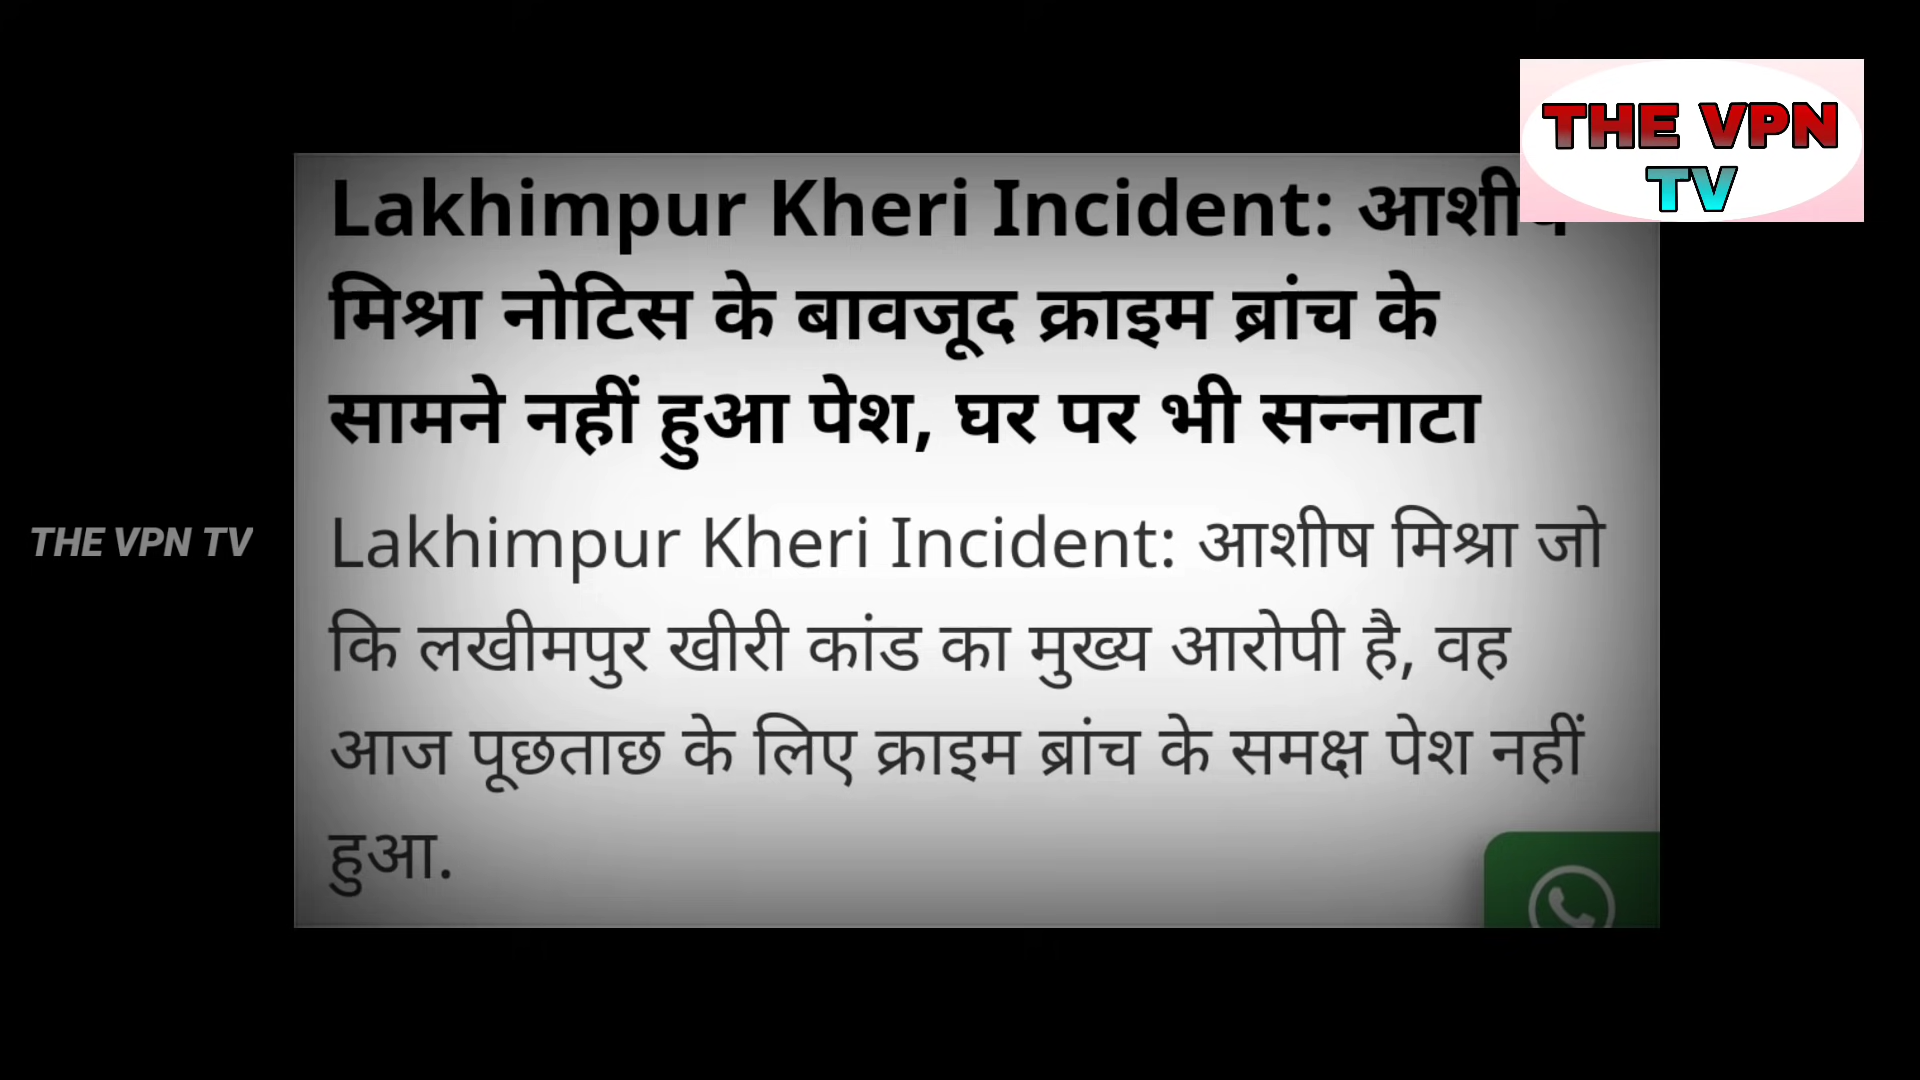 THE VPN
TV
Lakhimpur Kheri Incident:
मिश्रा नोटिस के बावजूद क्राइम ब्रांच के
सामने नहीं हुआ पेश, घर पर भी सन्नाटा
THE VPN TV
Lakhimpur Kheri Incident: आशीष मिश्रा जो
कि लखीमपुर खीरी कांड का मुख्य आरोपी है, वह
आज पूछताछ के लिए क्राइम ब्रांच के समक्ष पेश नहीं
हुआ.